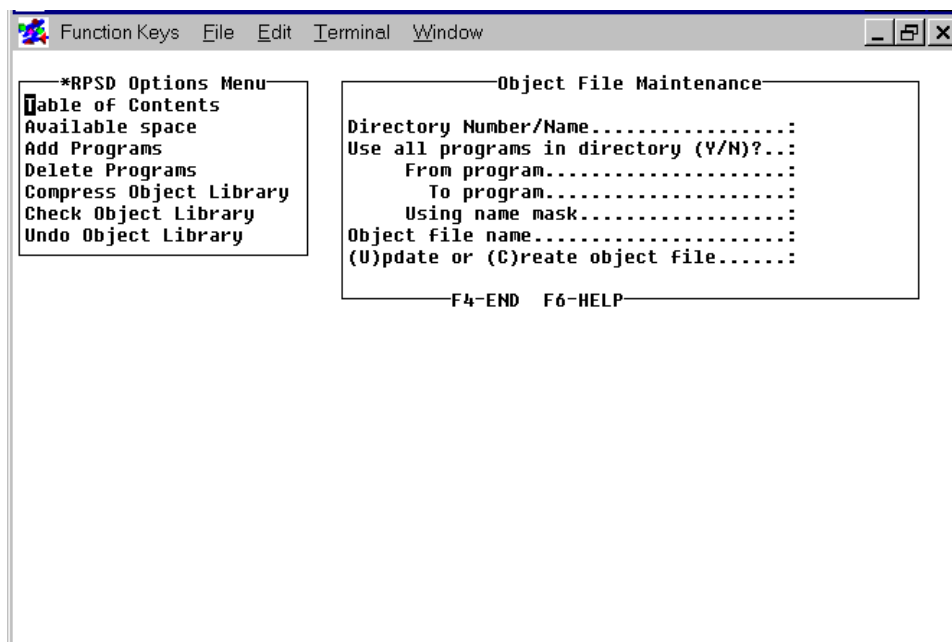 Function Keys File Edit Terminal Window
*RPSD Options Menu
Table of Contents
Available space
Add Programs
Delete Programs
Compress Object Library
Check Object Library
Undo Object Library
Object File Maintenance
Directory Number/Name.................:
Use all programs in directory (Y/N)?..:
From program.....................:
To program.....................:
Using name mask..................:
Object file name......................:
(U)pdate or (C)reate object file......:
F4-END F6-HELP